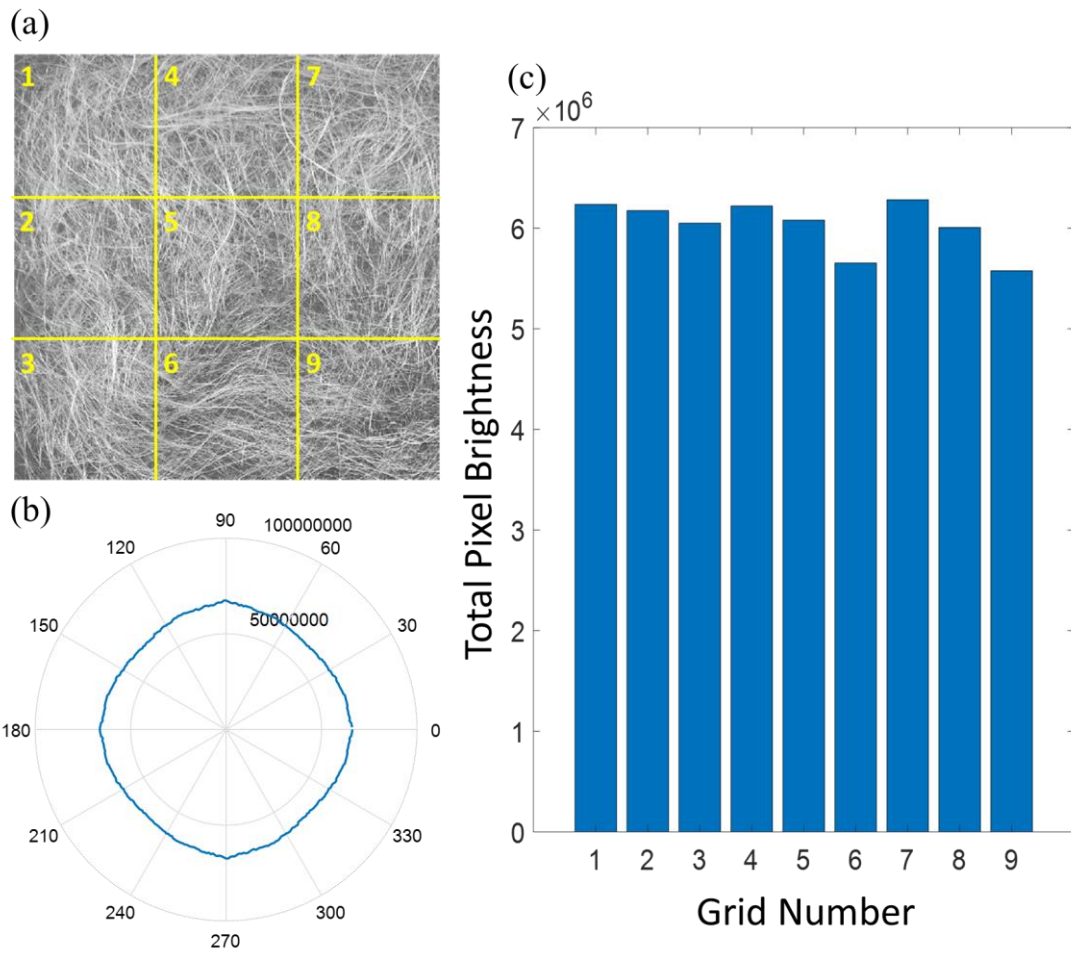 (a)
1 4 7
2 5 8
3 6 9
(b)
90
100000000
120 60
50000000
150 30
180 0
210 330
240 300
270
(c)
×10⁶
7
6
5
4
3
2
1
0
Total Pixel Brightness
1 2 3 4 5 6 7 8 9
Grid Number